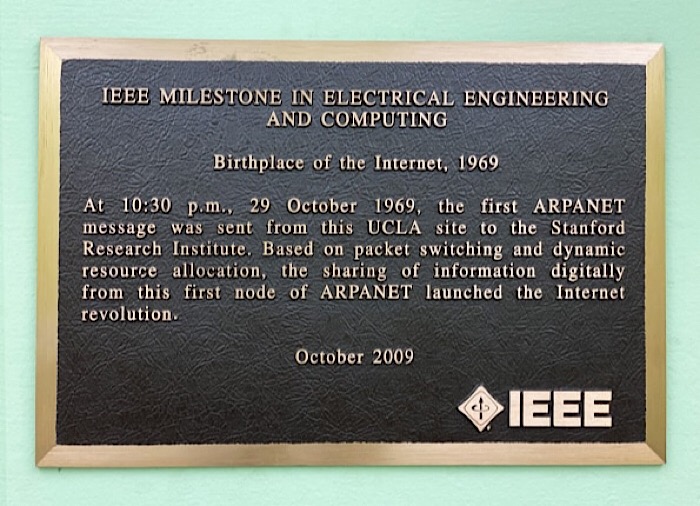 IEEE MILESTONE IN ELECTRICAL ENGINEERING
AND COMPUTING
Birthplace of the Internet, 1969
At 10:30 p.m., 29 October 1969, the first ARPANET
message was sent from this UCLA site to the Stanford
Research Institute. Based on packet switching and dynamic
resource allocation, the sharing of information digitally
from this first node of ARPANET launched the Internet
revolution.
October 2009
IEEE